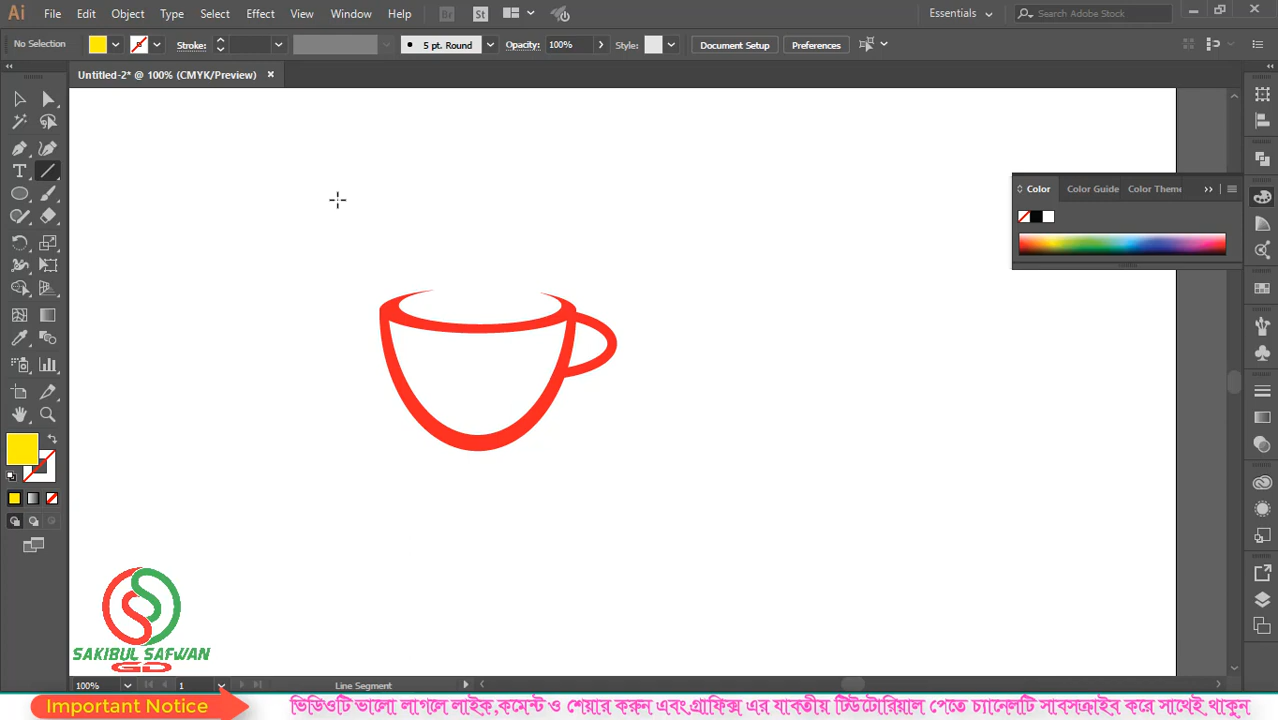 Ai File Edit Object Type Select Effect View Window Help Br St Essentials Search Adobe Stock
No Selection Stroke: 5 pt. Round Opacity: 100% Style: Document Setup Preferences
Untitled-2* @ 100% (CMYK/Preview) ×
Color Color Guide Color Theme
SAKIBUL SAFWAN
GD
100% 1 Line Segment
Important Notice ভিডিওটি ভালো লাগলে লাইক,কমেন্ট ও শেয়ার করুন এবং গ্রাফিক্স এর যাবতীয় টিউটোরিয়াল পেতে চ্যানেলটি সাবসক্রাইব করে সাথেই থাকুন